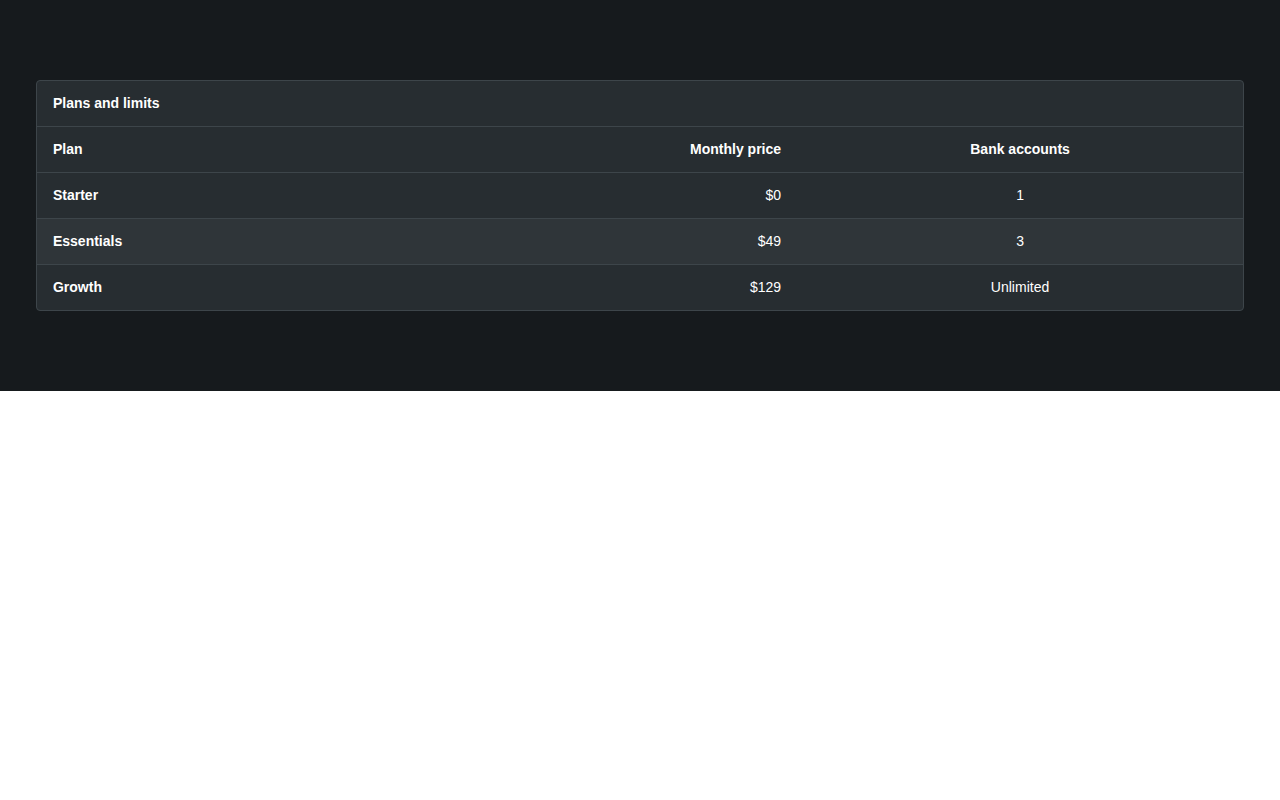 Plans and limits
Plan Monthly price Bank accounts
Starter $0 1
Essentials $49 3
Growth $129 Unlimited